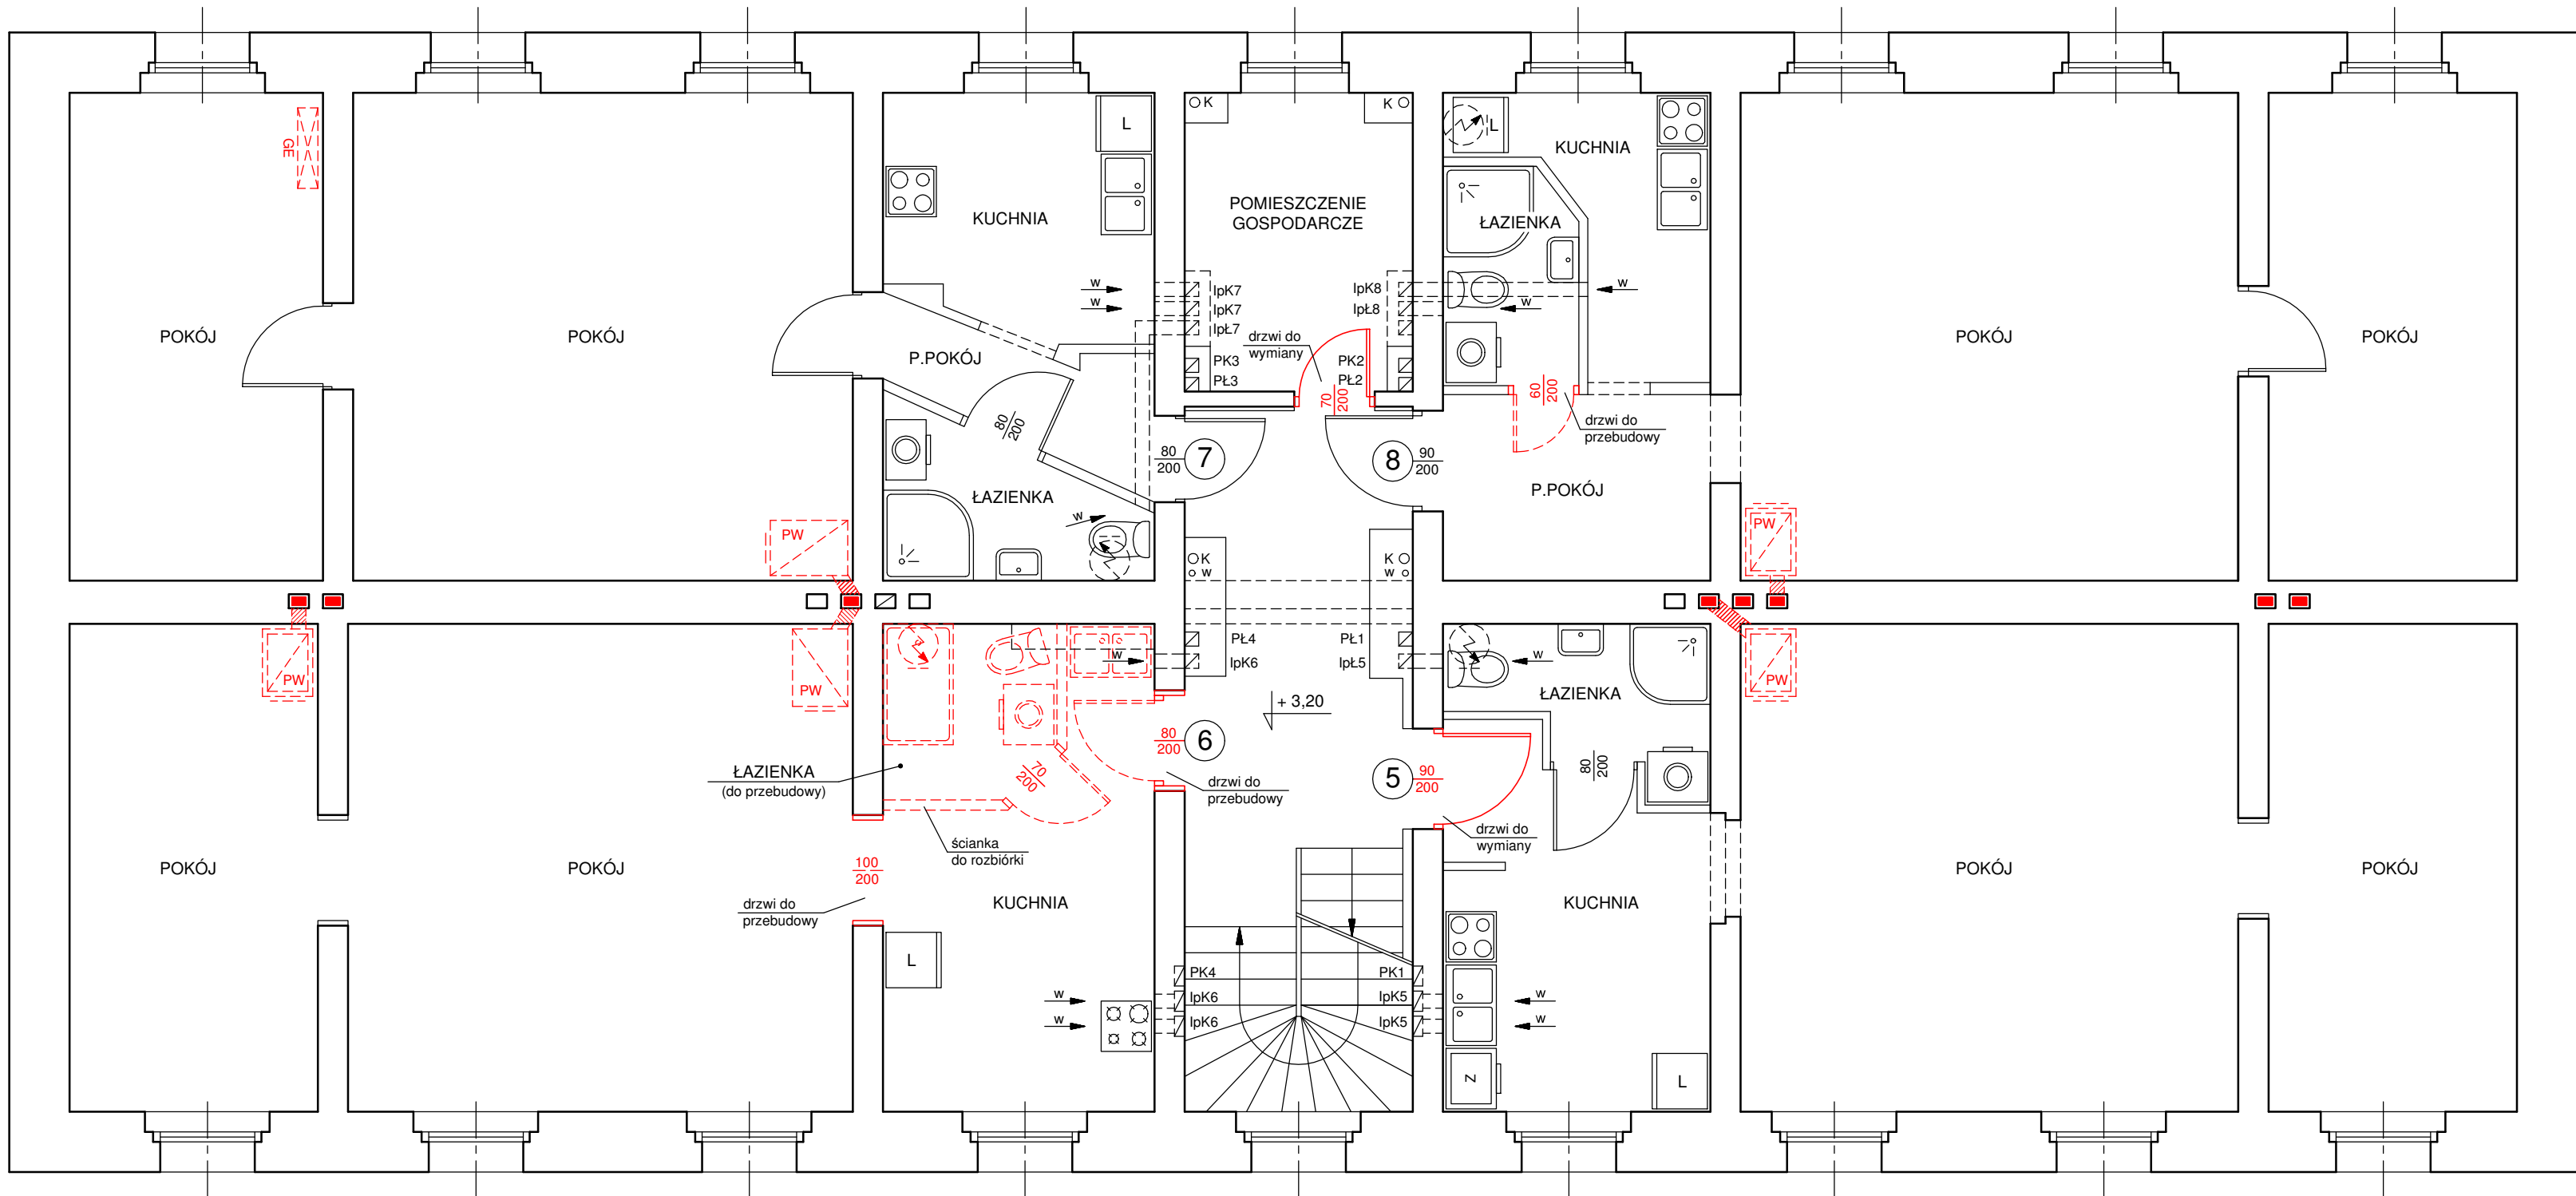 K
K
L
L
KUCHNIA
GE
POMIESZCZENIE
GOSPODARCZE
KUCHNIA
ŁAZIENKA
w
w
IpK7
IpK7
IpŁ7
IpK8
IpŁ8
w
w
POKÓJ
POKÓJ
P.POKÓJ
drzwi do
wymiany
PK3
PŁ3
PK2
PŁ2
70
200
60
200
POKÓJ
POKÓJ
80
200
drzwi do
przebudowy
80
200
7
8
90
200
ŁAZIENKA
P.POKÓJ
w
PW
PW
K
w
K
w
PŁ4
IpK6
PŁ1
IpŁ5
w
w
PW
PW
PW
ŁAZIENKA
+ 3,20
80
200
6
5
90
200
70
200
80
200
ŁAZIENKA
(do przebudowy)
drzwi do
przebudowy
drzwi do
wymiany
ścianka
do rozbiórki
POKÓJ
POKÓJ
100
200
POKÓJ
POKÓJ
drzwi do
przebudowy
KUCHNIA
KUCHNIA
L
PK4
IpK6
IpK6
PK1
IpK5
IpK5
w
w
w
w
Z
L